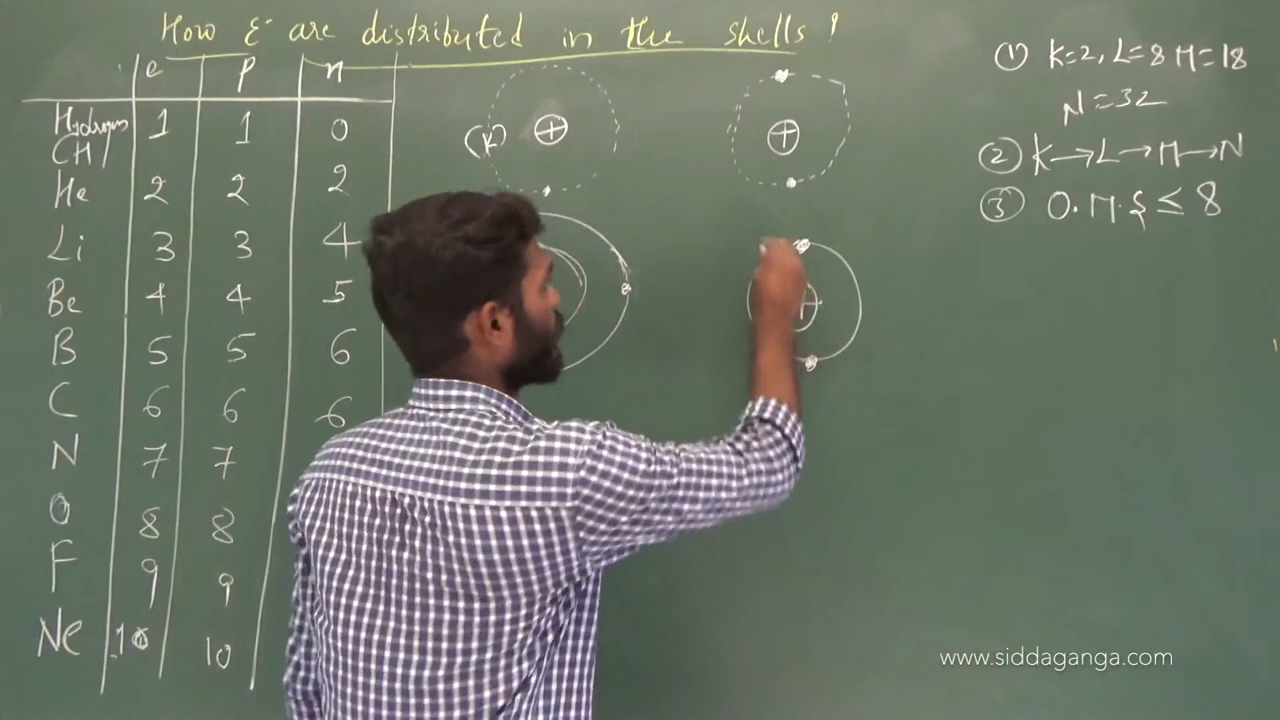 How e⁻ are distributed in the shells ?
e p n
Hydrogen 1 1 0
(H)
He 2 2 2
Li 3 3 4
Be 4 4 5
B 5 5 6
C 6 6 6
N 7 7
O 8 8
F 9 9
Ne 10 10
(K)
+
+
+
① K=2, L=8 M=18
N=32
② K→L→M→N
③ O.M.S ≤ 8
www.siddaganga.com